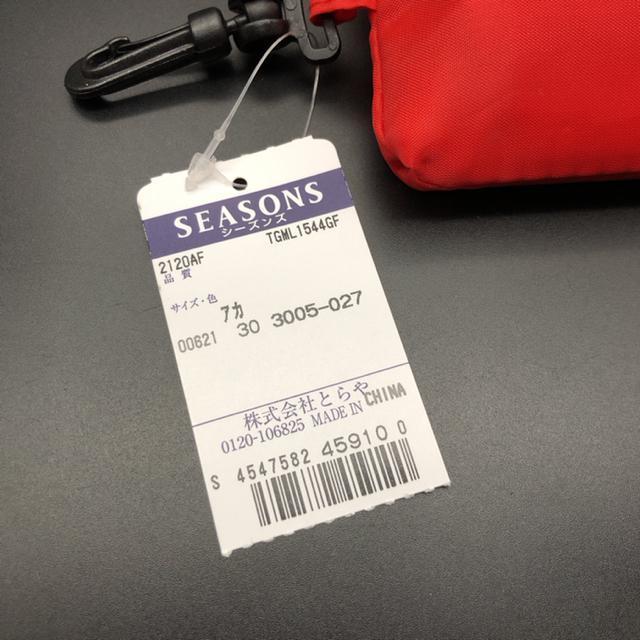 SEASONS
シーズンズ
2120AF TGML1544GF
品 質
サイズ・色
アカ
00621 30 3005-027
株式会社とらや
0120-106825 MADE IN CHINA
S 4547582 45910 0